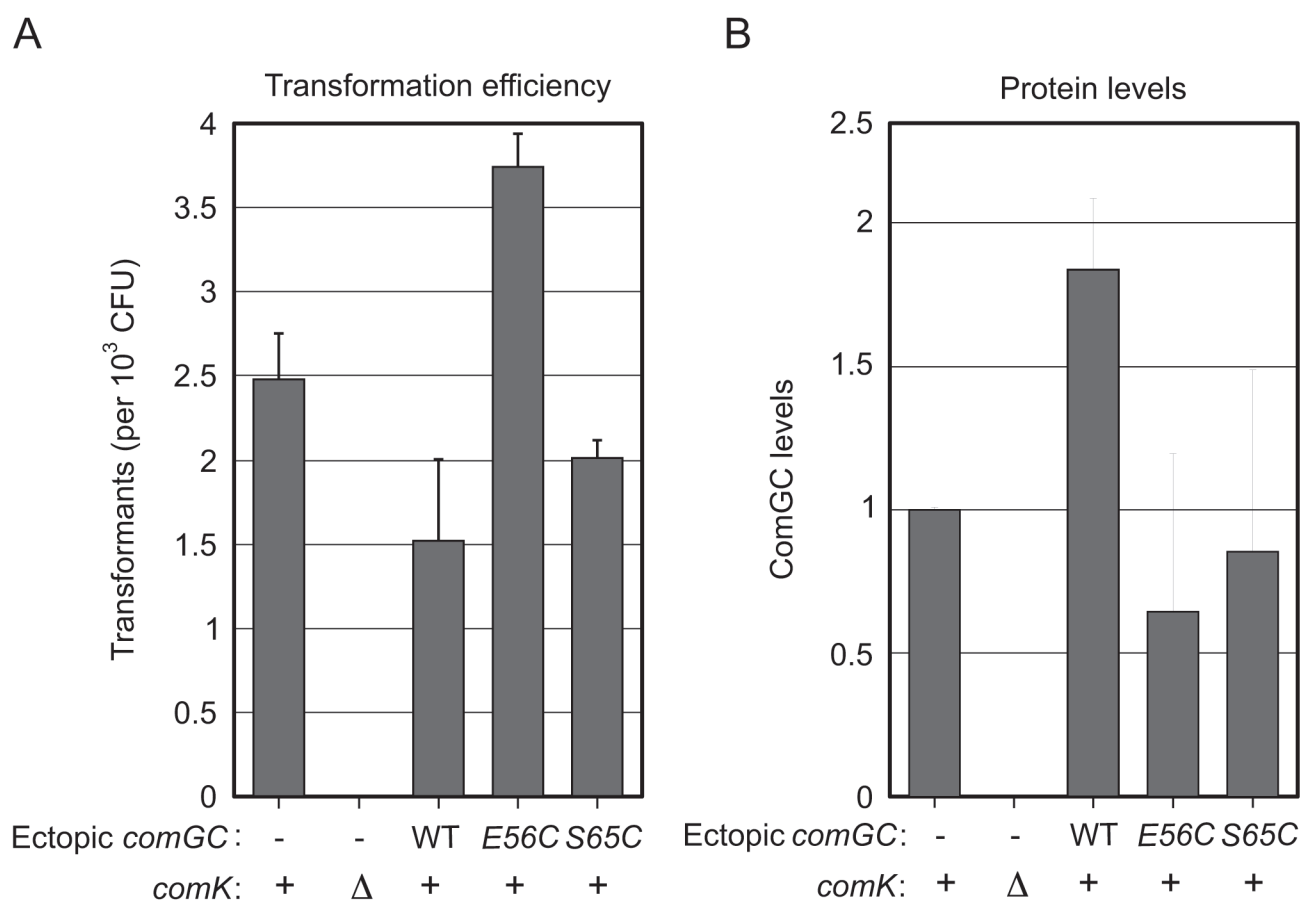 A
Transformation efficiency
Transformants (per 10³ CFU)
4
3.5
3
2.5
2
1.5
1
0.5
0
Ectopic comGC: - - WT E56C S65C
comK: + Δ + + +
B
Protein levels
ComGC levels
2.5
2
1.5
1
0.5
0
Ectopic comGC: - - WT E56C S65C
comK: + Δ + + +